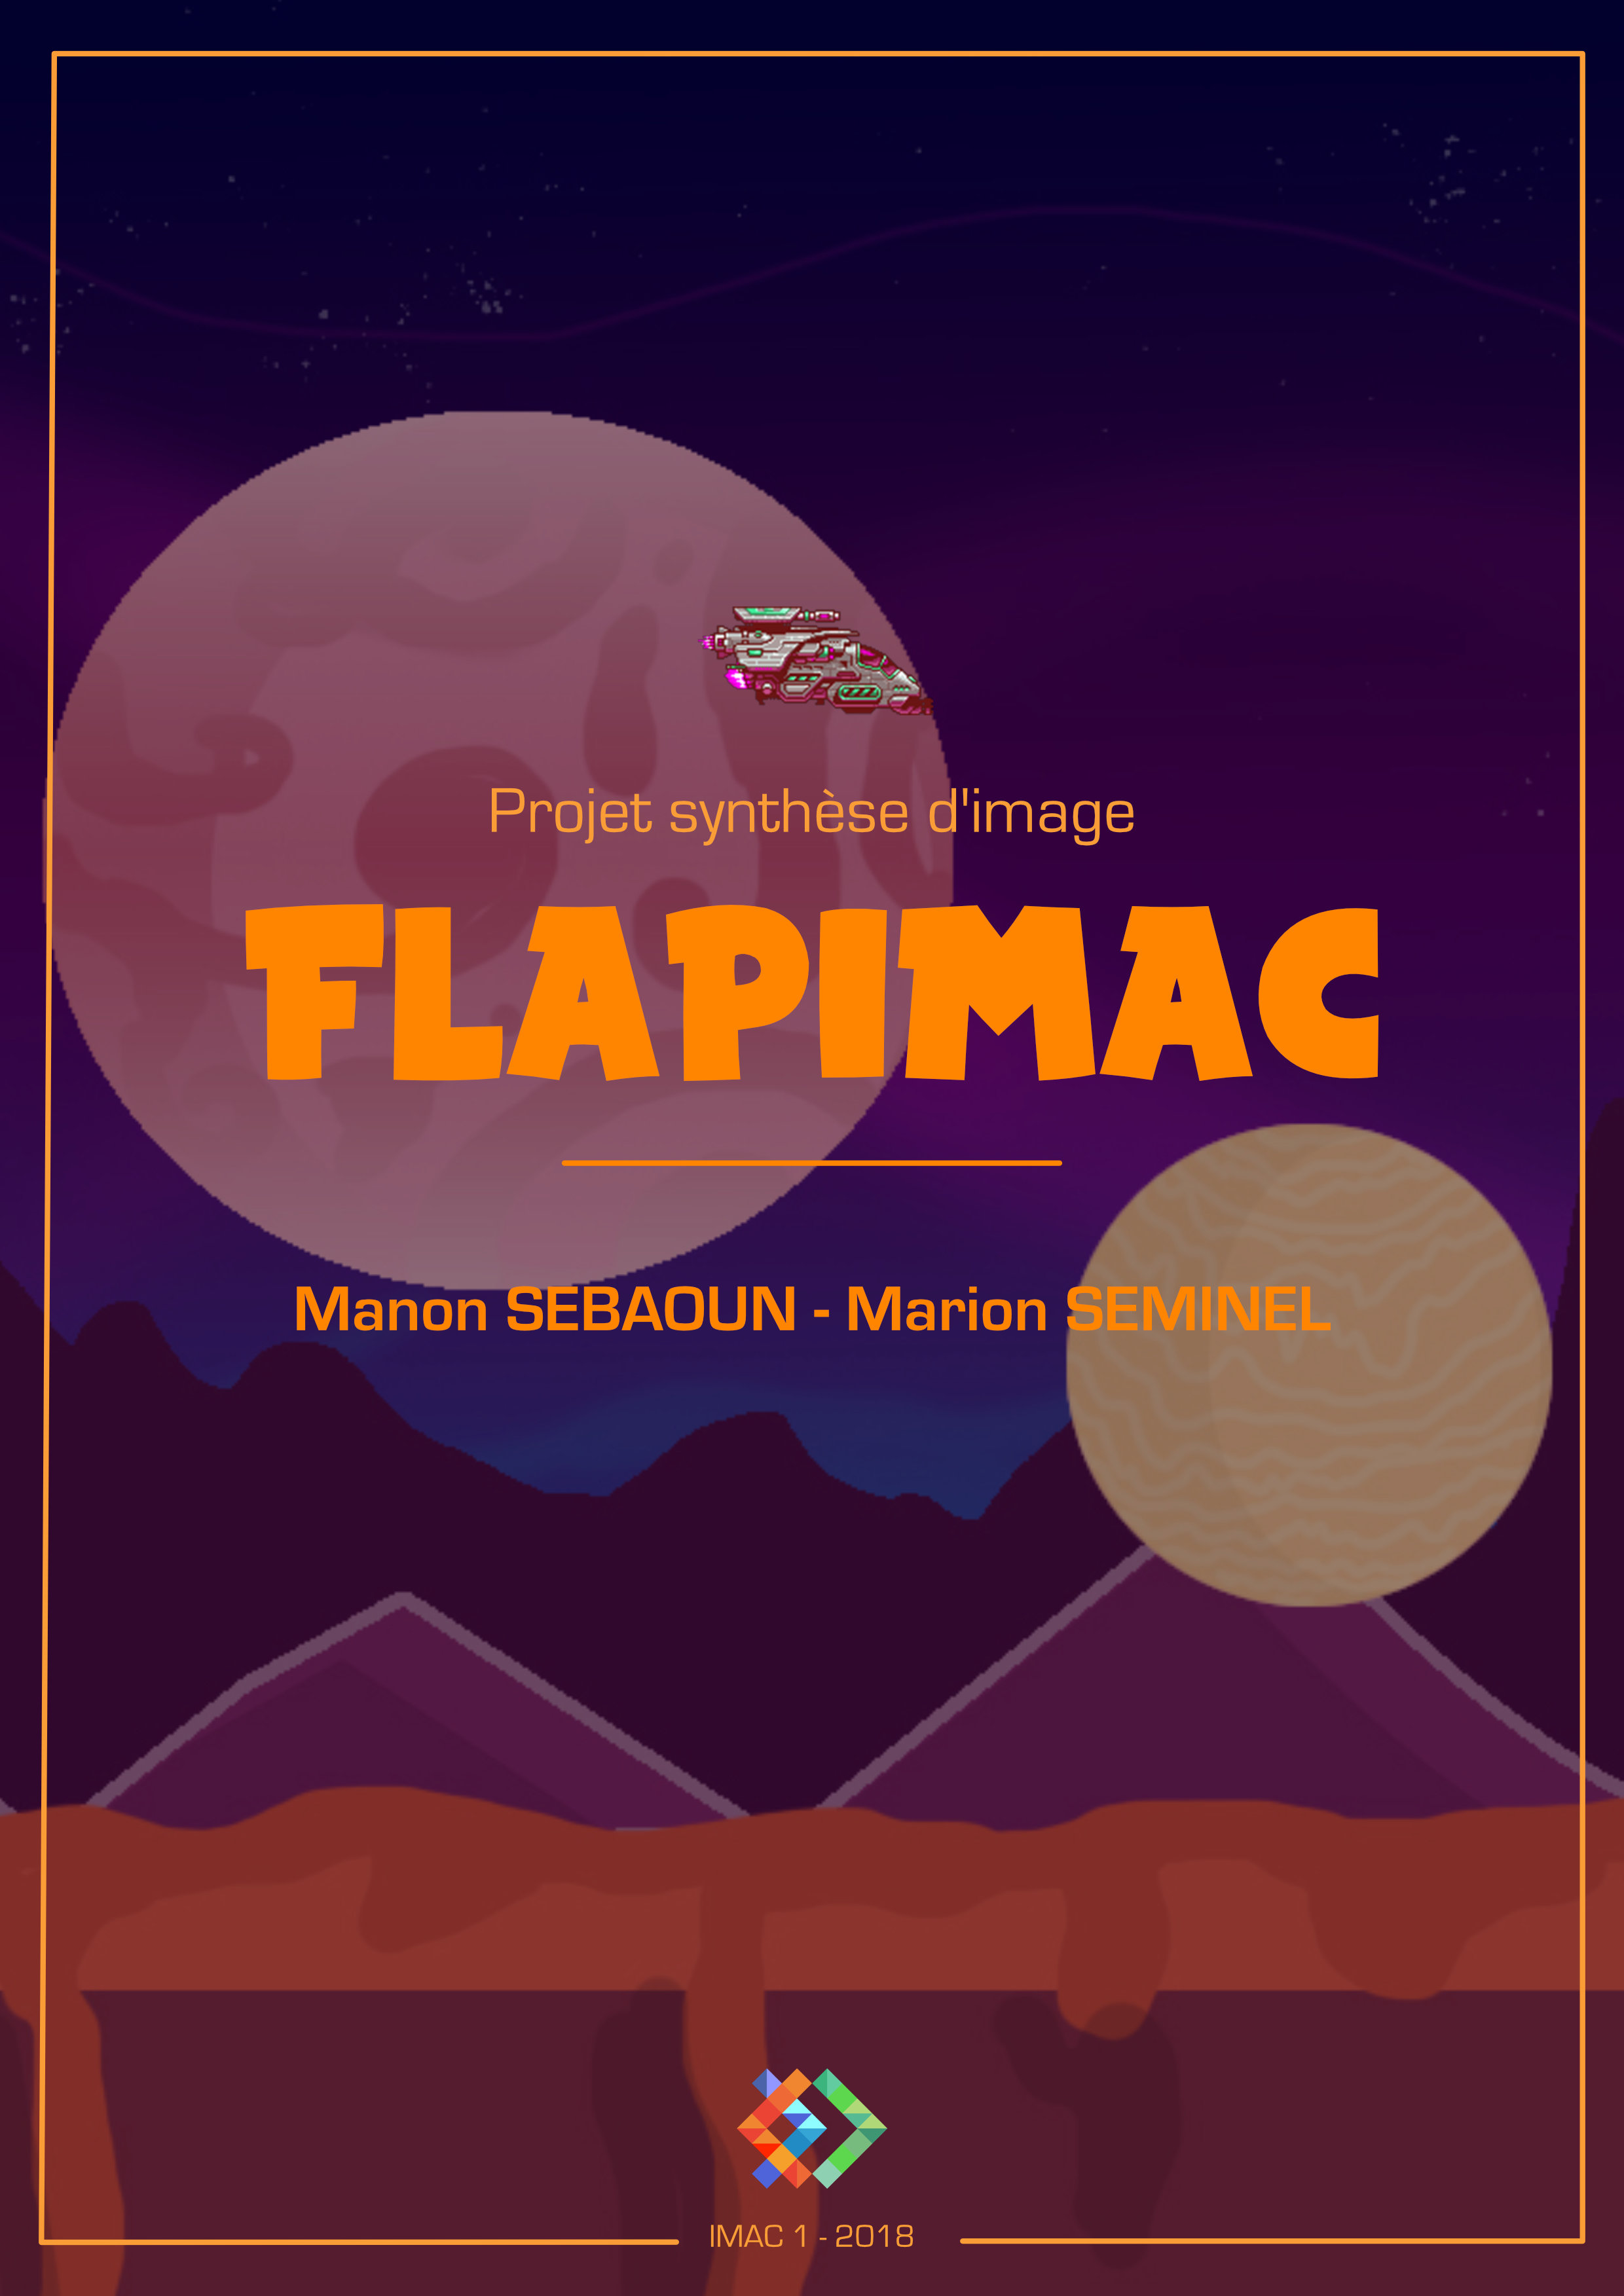 Projet synthèse d'image
FLAPIMAC
Manon SEBAOUN - Marion SEMINEL
IMAC 1 - 2018